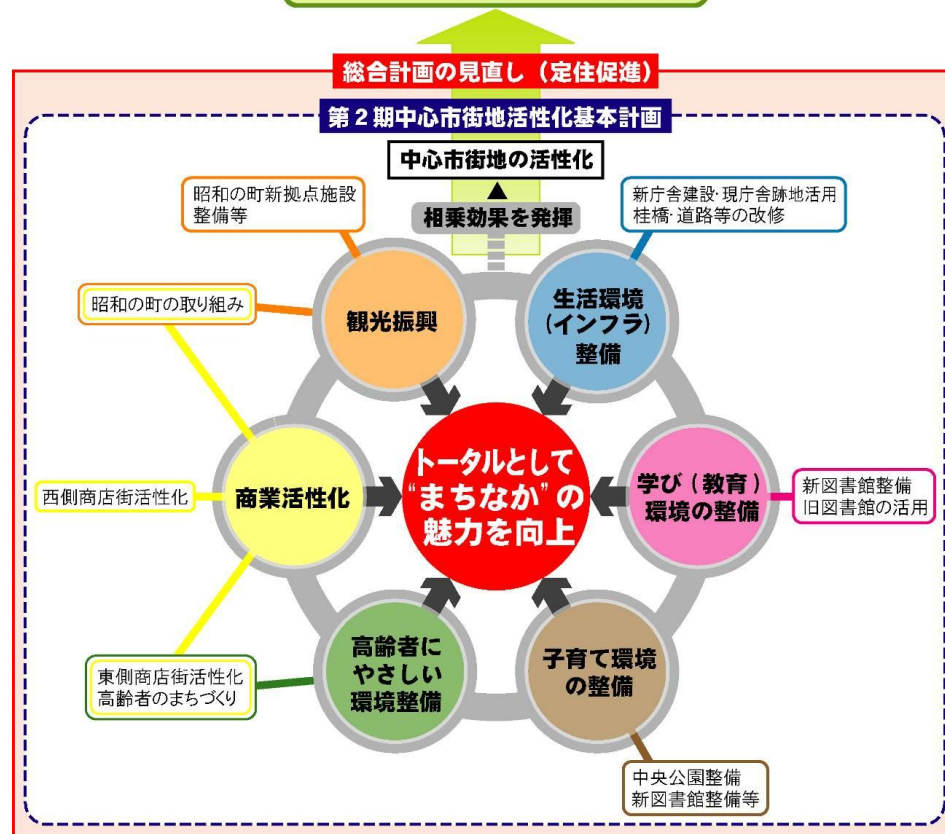 総合計画の見直し（定住促進）
第２期中心市街地活性化基本計画
中心市街地の活性化
相乗効果を発揮
昭和の町新拠点施設
整備等
新庁舎建設・現庁舎跡地活用
桂橋・道路等の改修
観光振興
生活環境
(インフラ)
整備
昭和の町の取り組み
トータルとして
“まちなか”の
魅力を向上
西側商店街活性化
商業活性化
学び（教育）
環境の整備
新図書館整備
旧図書館の活用
高齢者に
やさしい
環境整備
子育て環境
の整備
東側商店街活性化
高齢者のまちづくり
中央公園整備
新図書館整備等